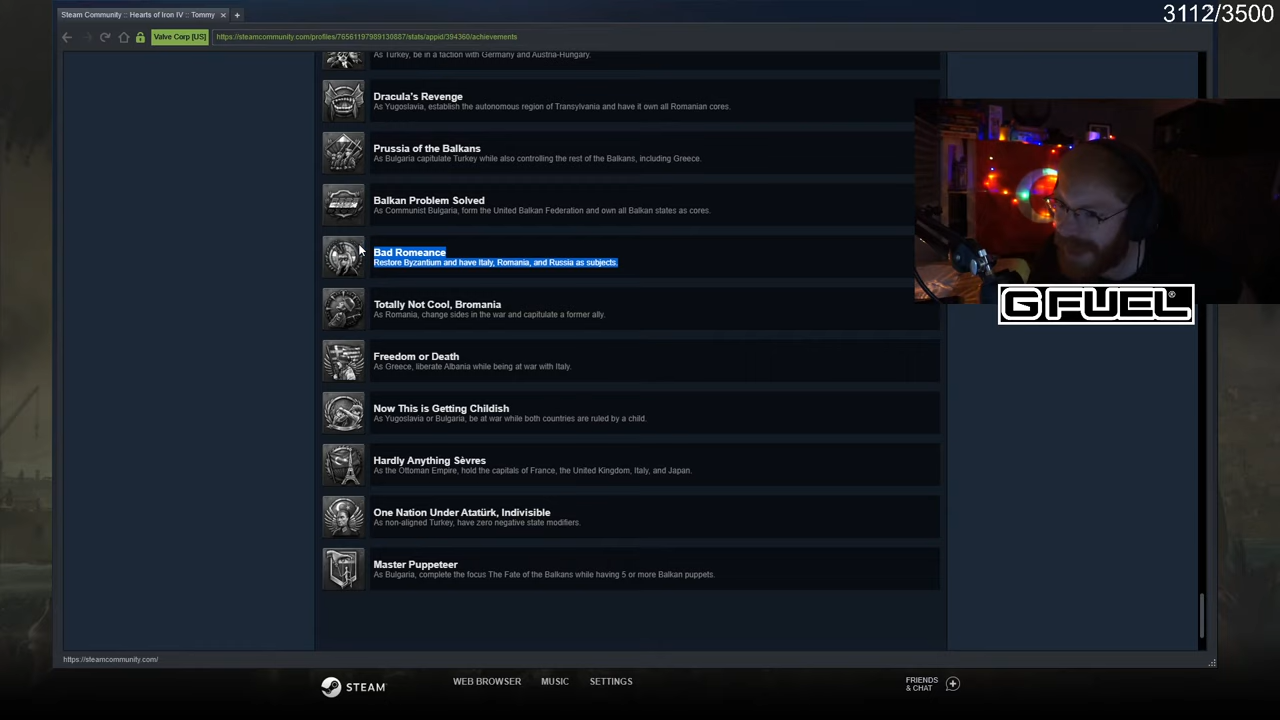 Steam Community :: Hearts of Iron IV :: Tommy × +
3112/3500
Valve Corp [US] https://steamcommunity.com/profiles/76561197989130887/stats/appid/394360/achievements
As Turkey, be in a faction with Germany and Austria-Hungary.
Dracula's Revenge
As Yugoslavia, establish the autonomous region of Transylvania and have it own all Romanian cores.
Prussia of the Balkans
As Bulgaria capitulate Turkey while also controlling the rest of the Balkans, including Greece.
Balkan Problem Solved
As Communist Bulgaria, form the United Balkan Federation and own all Balkan states as cores.
Bad Romeance
Restore Byzantium and have Italy, Romania, and Russia as subjects.
G FUEL®
Totally Not Cool, Bromania
As Romania, change sides in the war and capitulate a former ally.
Freedom or Death
As Greece, liberate Albania while being at war with Italy.
Now This is Getting Childish
As Yugoslavia or Bulgaria, be at war while both countries are ruled by a child.
Hardly Anything Sèvres
As the Ottoman Empire, hold the capitals of France, the United Kingdom, Italy, and Japan.
One Nation Under Atatürk, Indivisible
As non-aligned Turkey, have zero negative state modifiers.
Master Puppeteer
As Bulgaria, complete the focus The Fate of the Balkans while having 5 or more Balkan puppets.
https://steamcommunity.com/
STEAM WEB BROWSER MUSIC SETTINGS FRIENDS
& CHAT